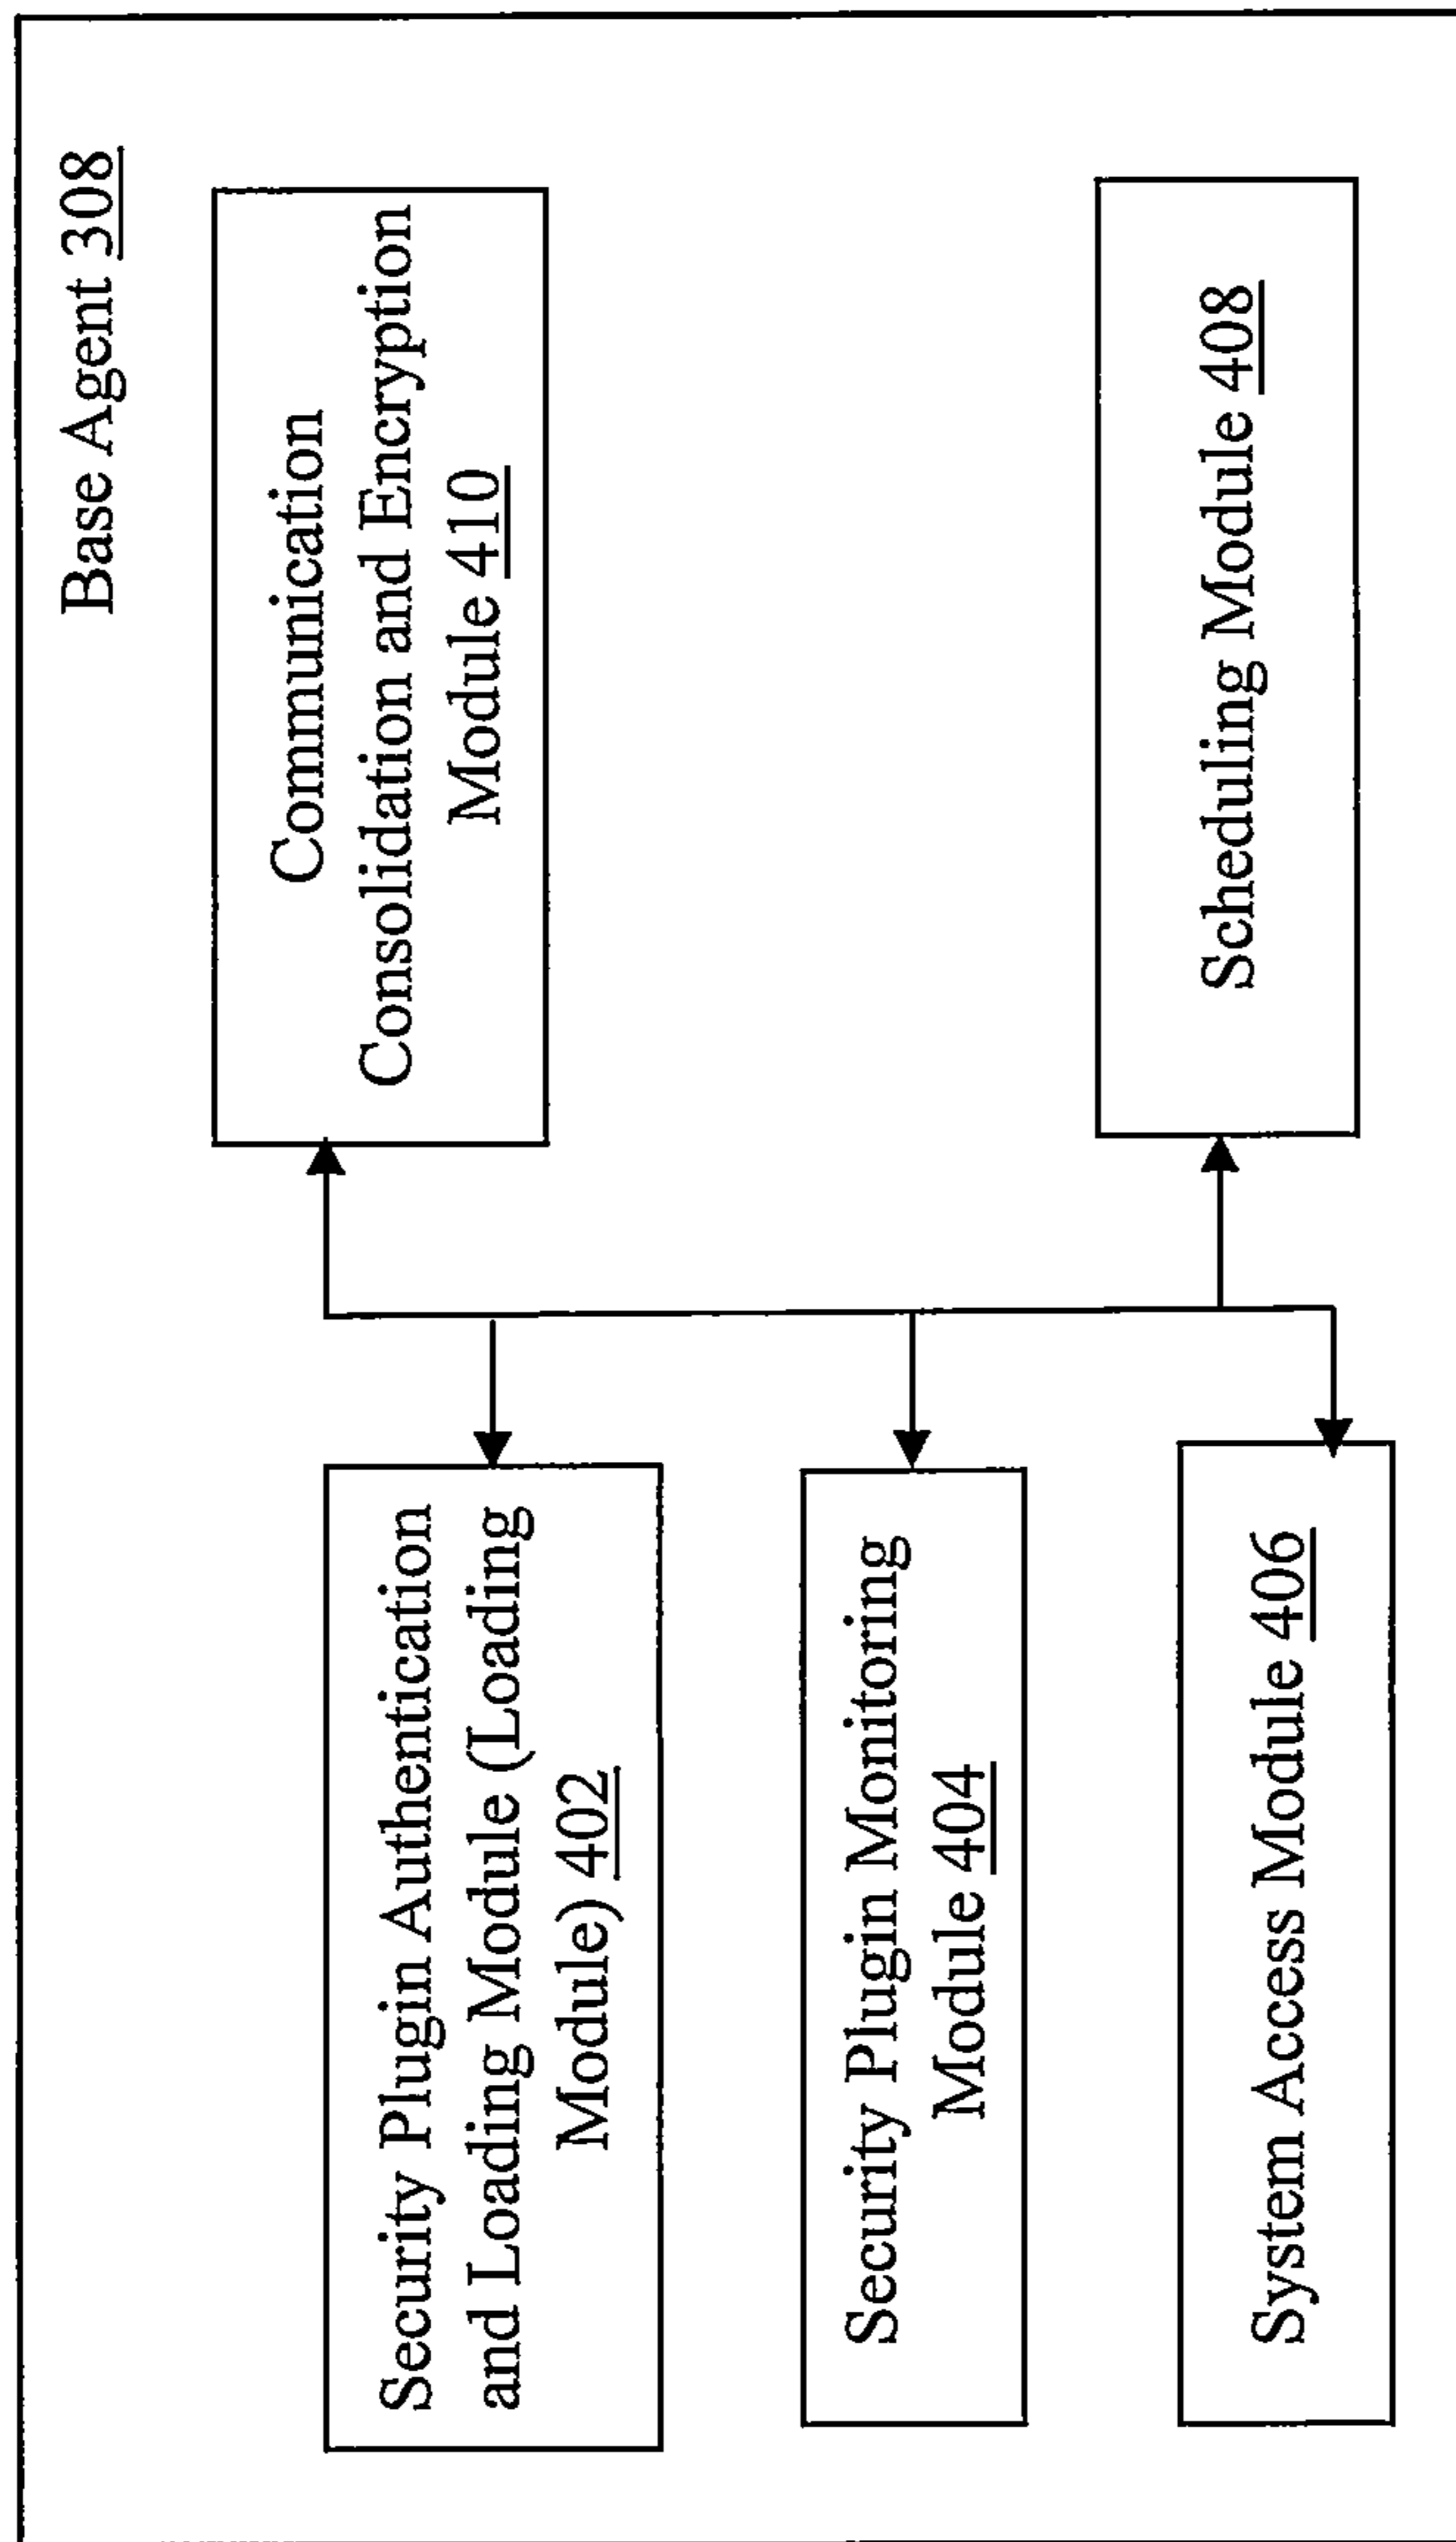 Base Agent 308
Communication
Consolidation and Encryption
Module 410
Security Plugin Authentication
and Loading Module (Loading
Module) 402
Security Plugin Monitoring
Module 404
Scheduling Module 408
System Access Module 406